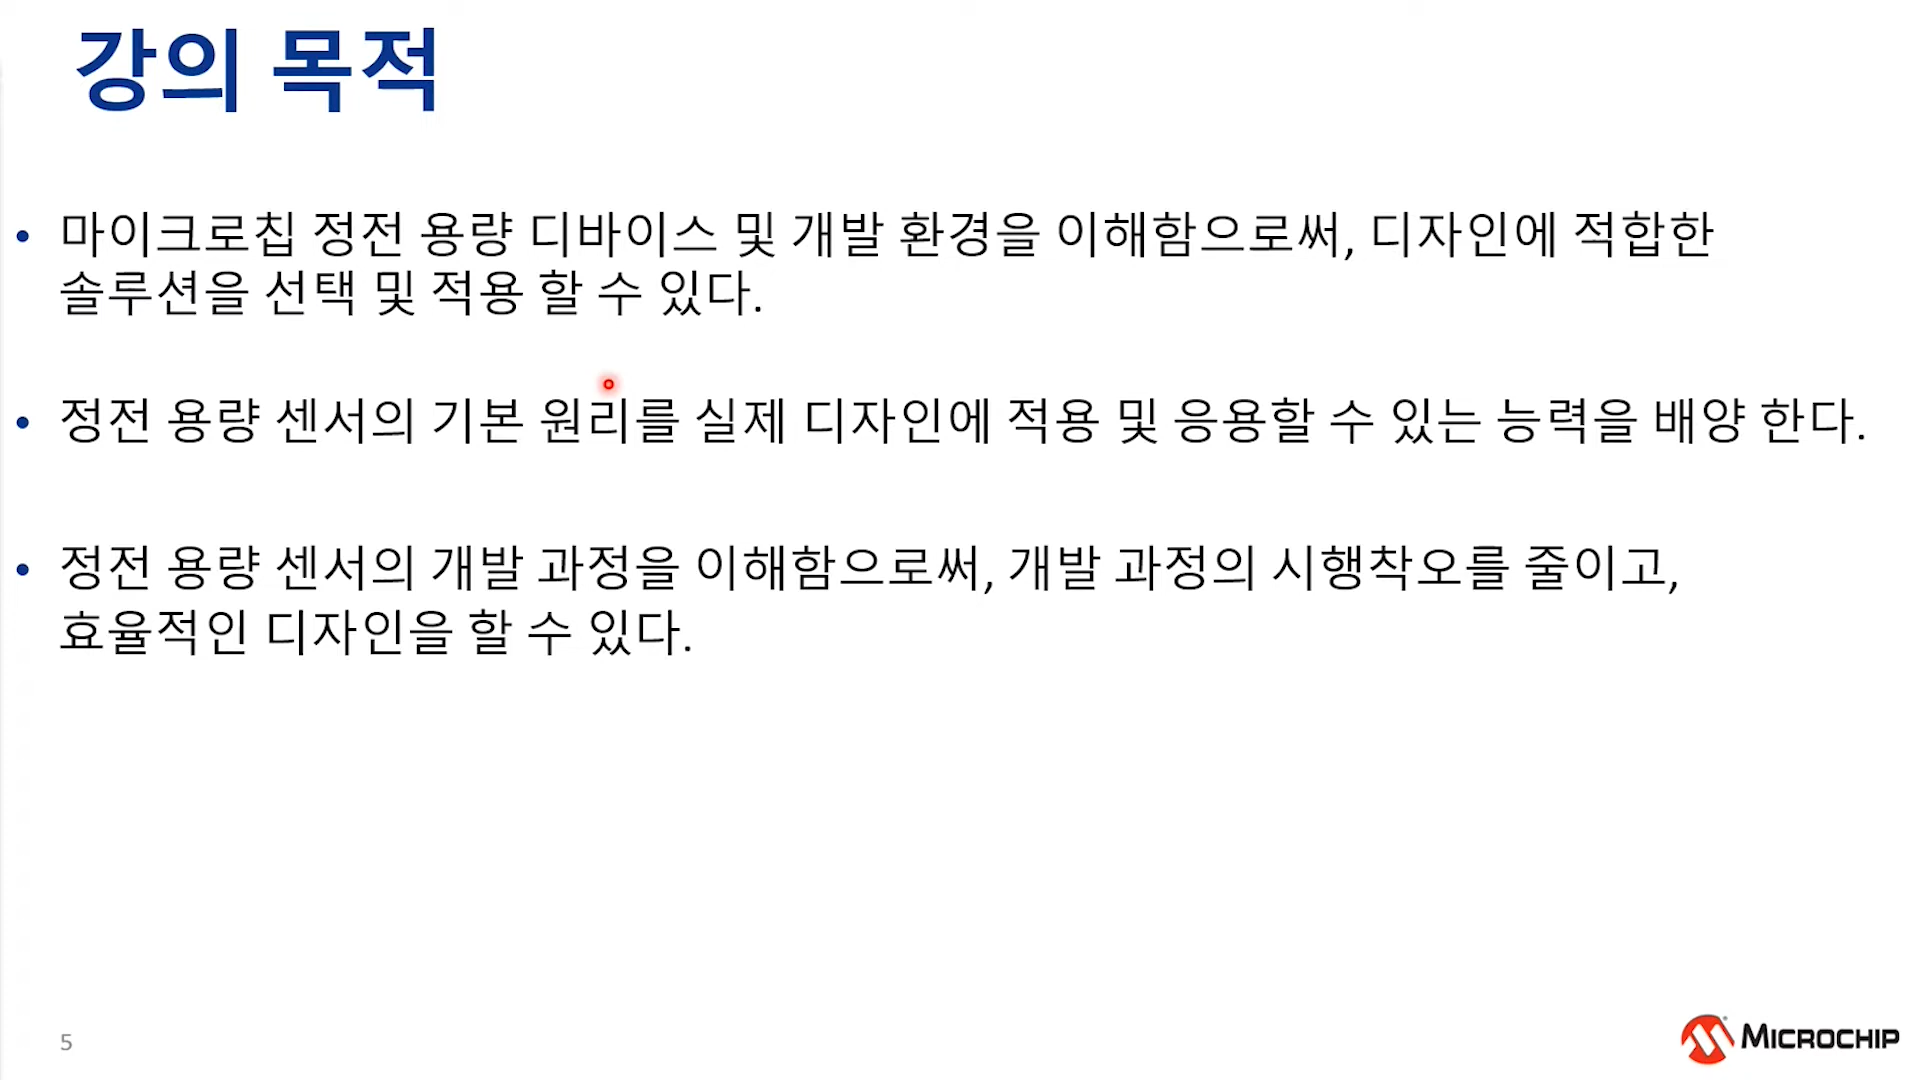 강의 목적
• 마이크로칩 정전 용량 디바이스 및 개발 환경을 이해함으로써, 디자인에 적합한
솔루션을 선택 및 적용 할 수 있다.
• 정전 용량 센서의 기본 원리를 실제 디자인에 적용 및 응용할 수 있는 능력을 배양 한다.
• 정전 용량 센서의 개발 과정을 이해함으로써, 개발 과정의 시행착오를 줄이고,
효율적인 디자인을 할 수 있다.
5
MICROCHIP